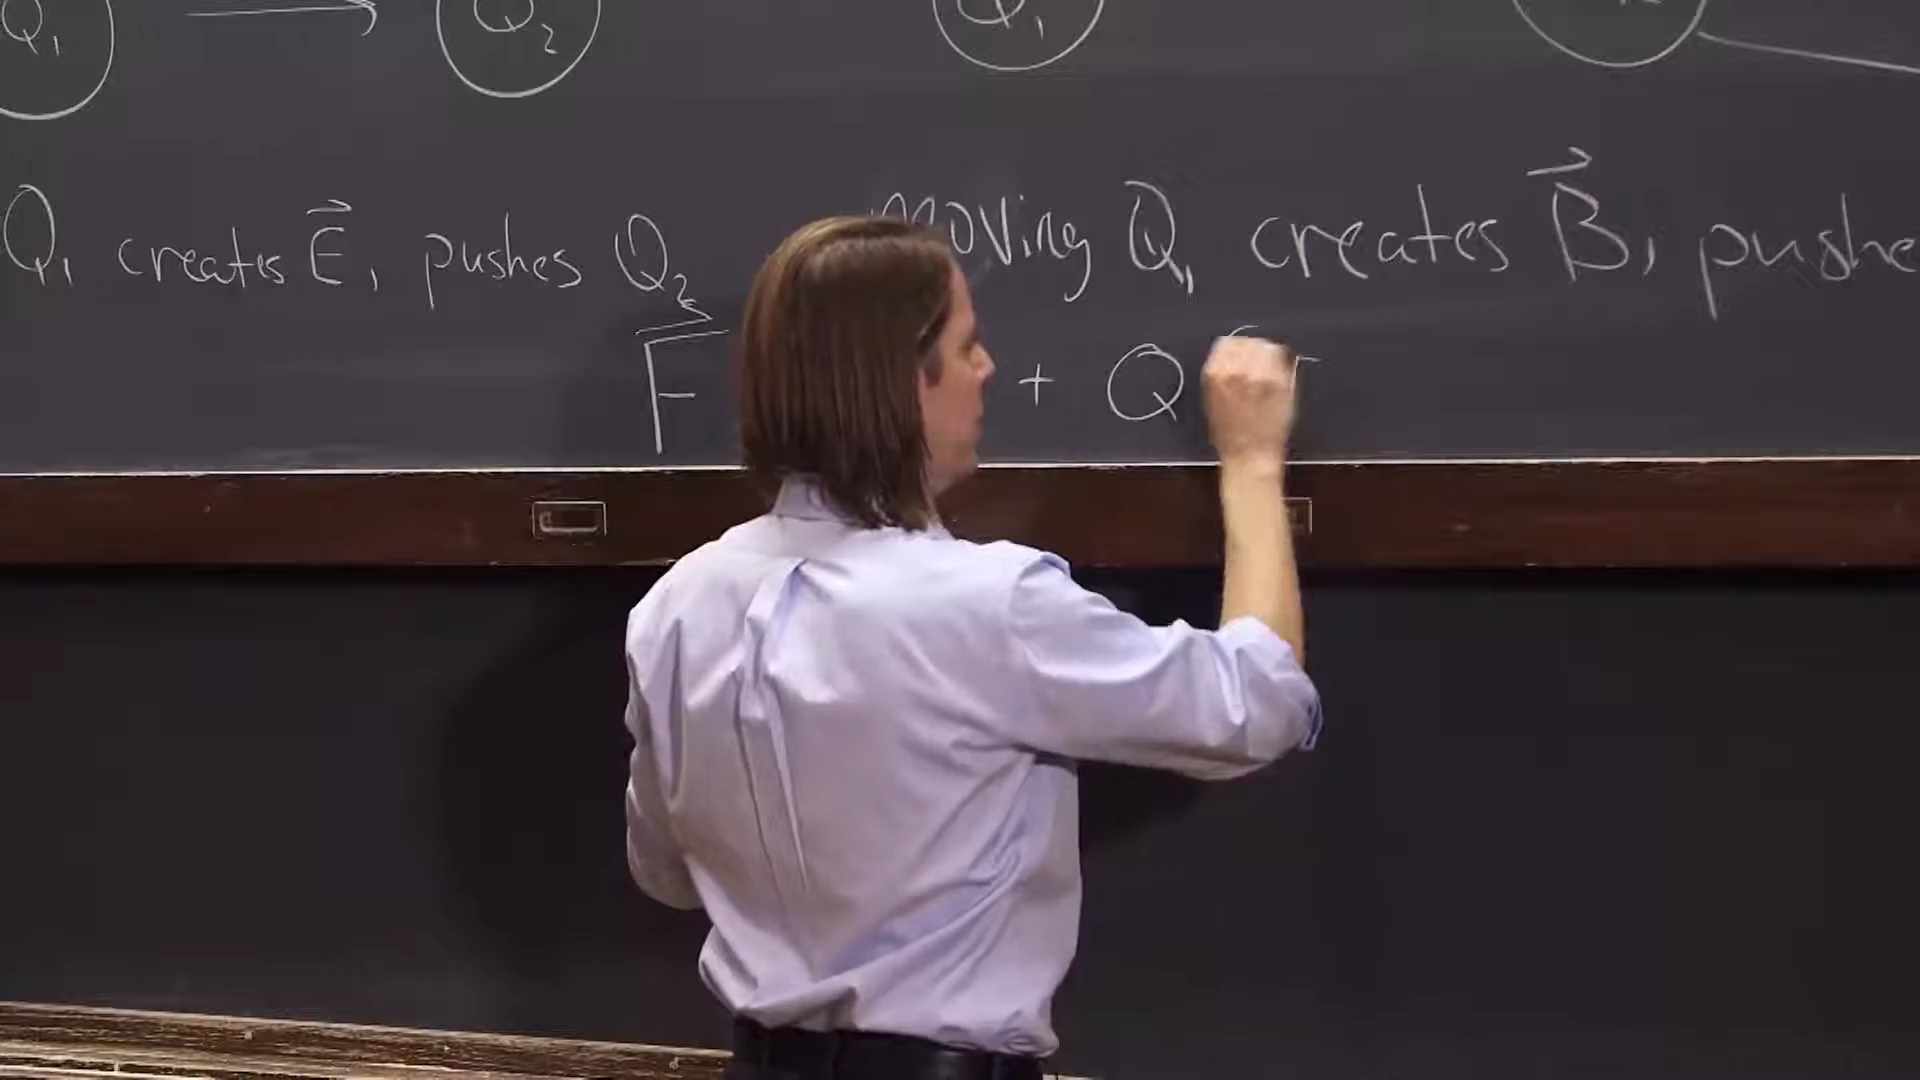 Q₁ Q₂ Q₁
Q₁ creates E⃗, pushes Q₂ moving Q₁ creates B⃗, pushe
F⃗ + Q